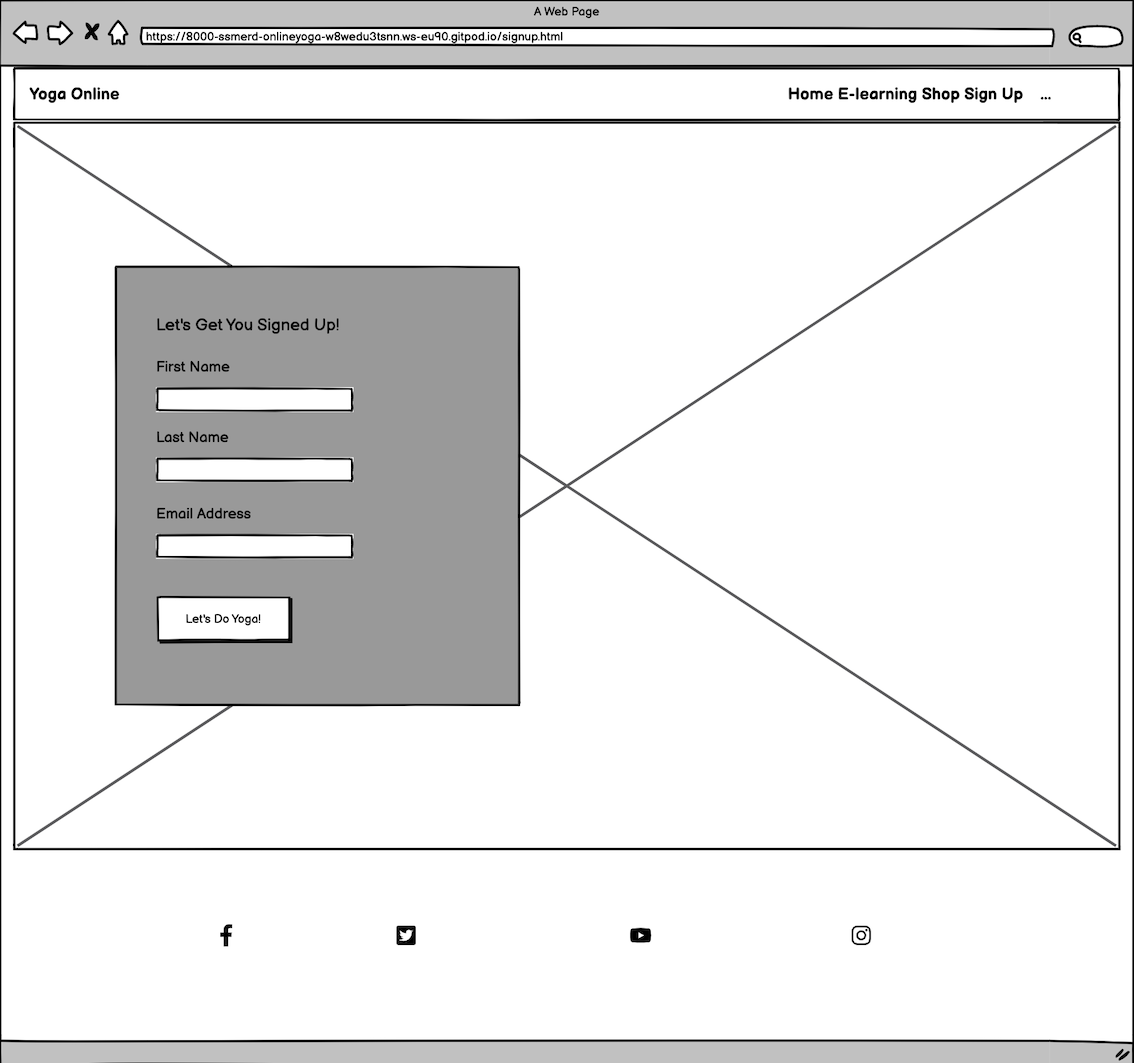 A Web Page
https://8000-ssmerd-onlineyoga-w8wedu3tsnn.ws-eu90.gitpod.io/signup.html
Yoga Online
Home E-learning Shop Sign Up ...
Let's Get You Signed Up!
First Name
Last Name
Email Address
Let's Do Yoga!